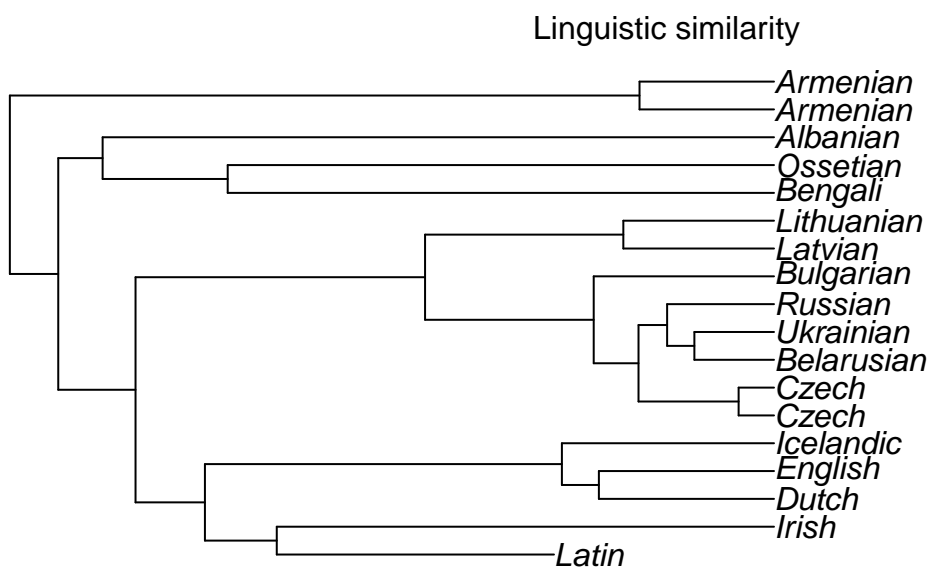 Linguistic similarity
Armenian
Armenian
Albanian
Ossetian
Bengali
Lithuanian
Latvian
Bulgarian
Russian
Ukrainian
Belarusian
Czech
Czech
Icelandic
English
Dutch
Irish
Latin